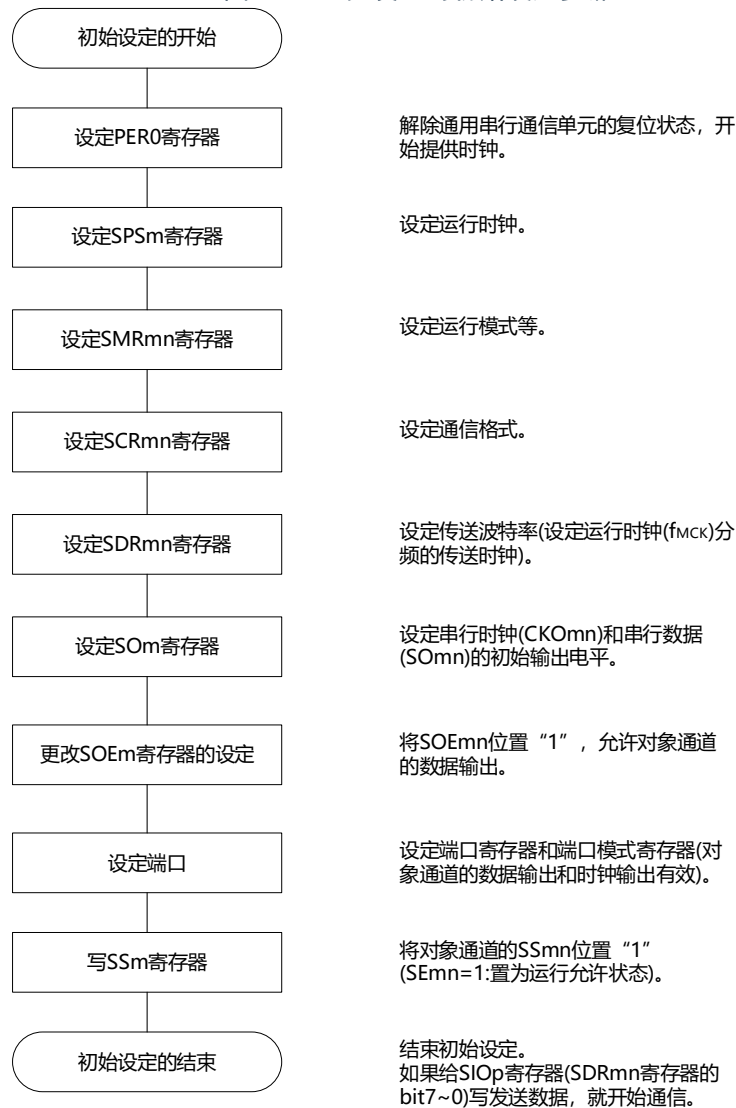 初始设定的开始
设定PER0寄存器
解除通用串行通信单元的复位状态，开
始提供时钟。
设定SPSm寄存器
设定运行时钟。
设定SMRmn寄存器
设定运行模式等。
设定SCRmn寄存器
设定通信格式。
设定SDRmn寄存器
设定传送波特率(设定运行时钟(fMCK)分
频的传送时钟)。
设定SOm寄存器
设定串行时钟(CKOmn)和串行数据
(SOmn)的初始输出电平。
更改SOEm寄存器的设定
将SOEmn位置“1”，允许对象通道
的数据输出。
设定端口
设定端口寄存器和端口模式寄存器(对
象通道的数据输出和时钟输出有效)。
写SSm寄存器
将对象通道的SSmn位置“1”
(SEmn=1:置为运行允许状态)。
初始设定的结束
结束初始设定。
如果给SIOp寄存器(SDRmn寄存器的
bit7~0)写发送数据，就开始通信。